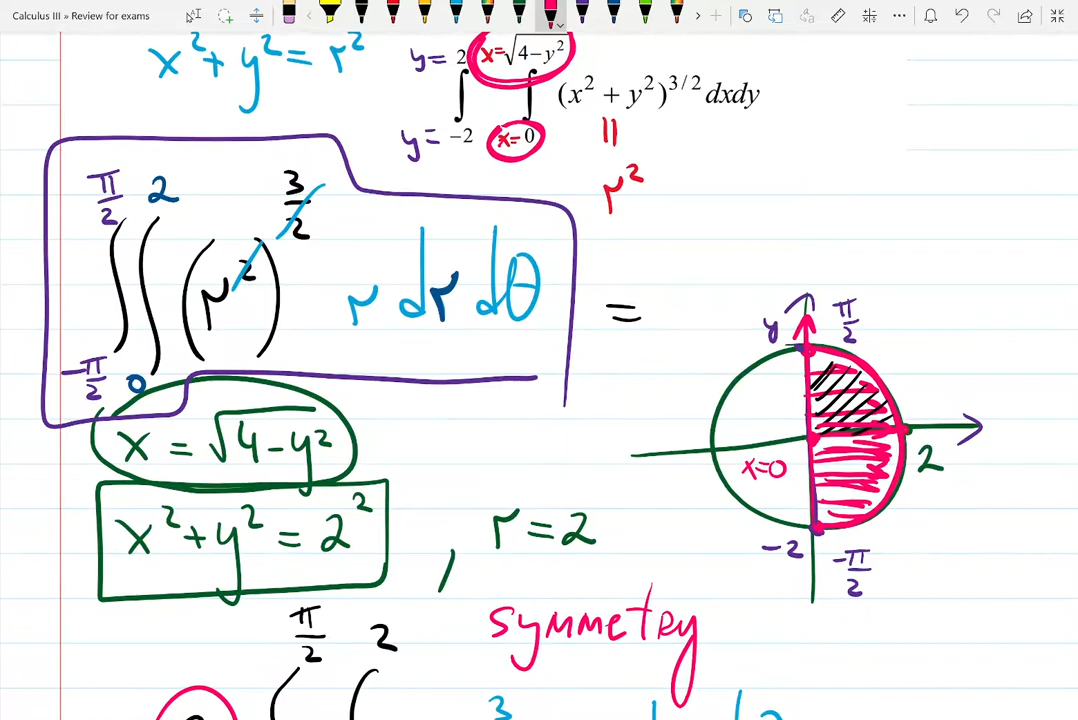 Calculus III » Review for exams
x² + y² = r²
y = 2 x = √(4 − y²)
∫ ∫ (x² + y²)^{3/2} dxdy
y = −2 x = 0
||
r²
π/2 2 3/2
∫ ∫ (r²) r dr dθ =
−π/2 0
y π/2
x = √(4 − y²)
x=0 2
x² + y² = 2² , r = 2
−2 −π/2
π/2 2
symmetry
3